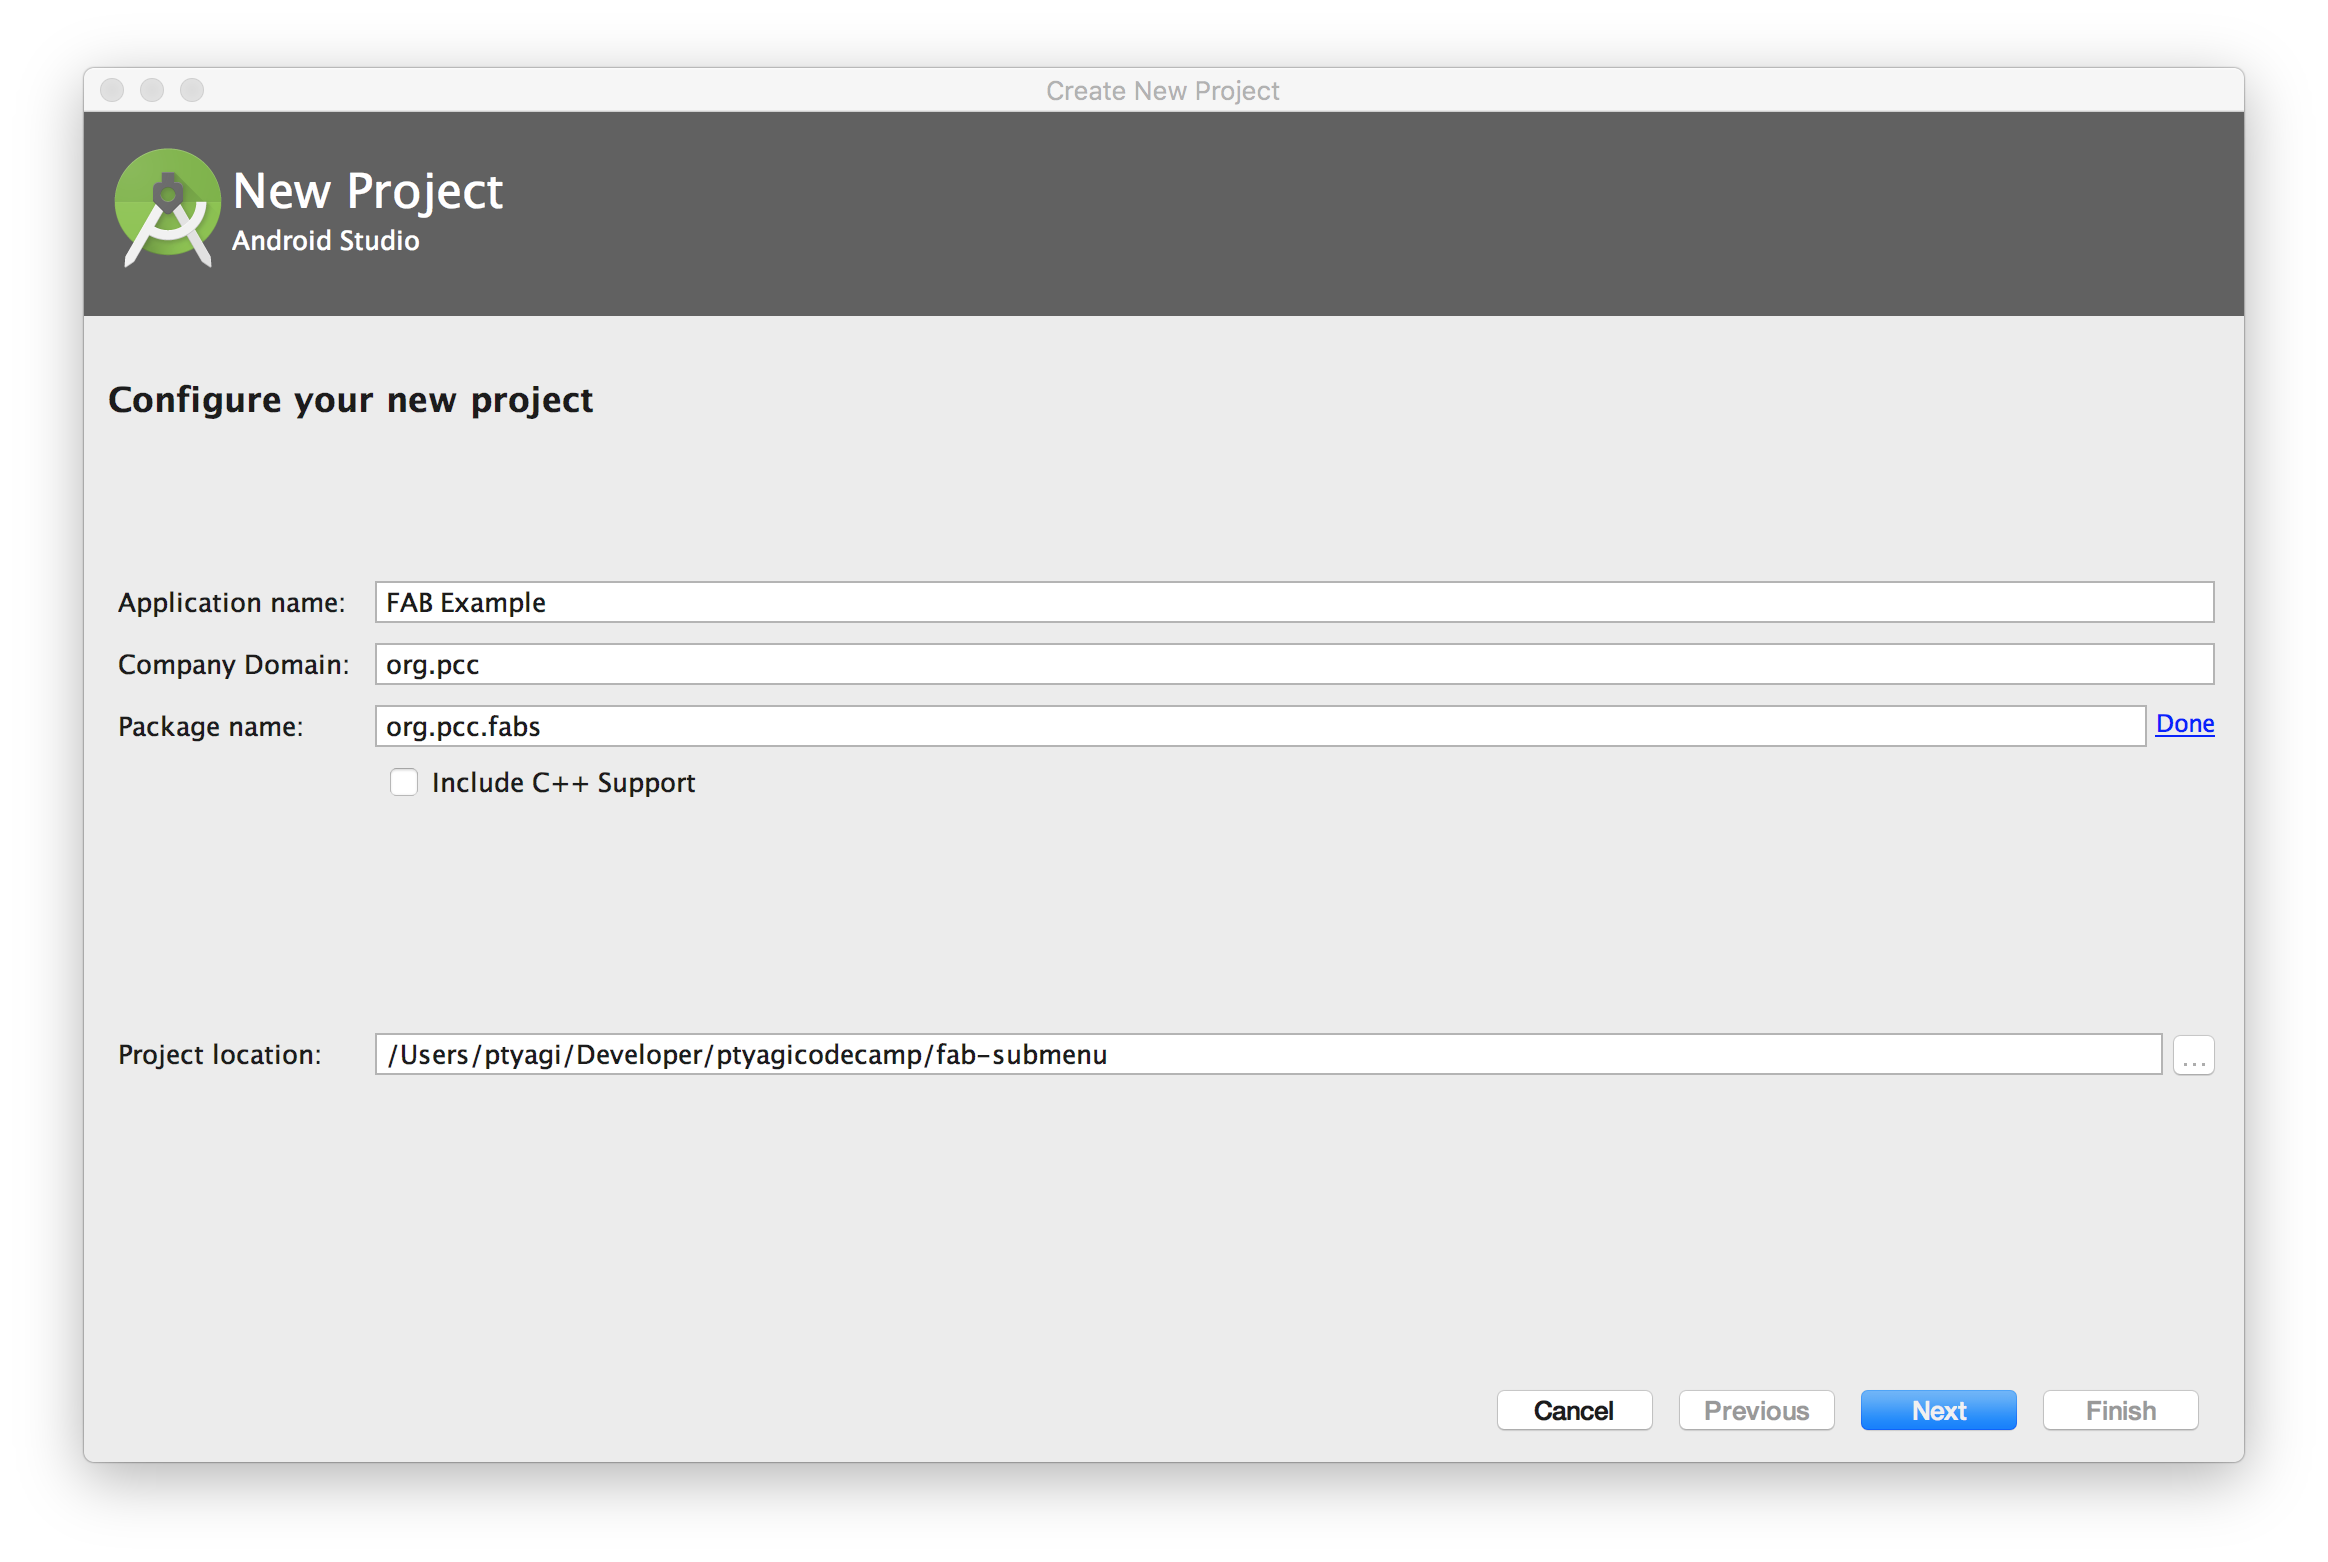 Create New Project
New Project
Android Studio
Configure your new project
Application name: FAB Example
Company Domain: org.pcc
Package name: org.pcc.fabs Done
Include C++ Support
Project location: /Users/ptyagi/Developer/ptyagicodecamp/fab-submenu ...
Cancel Previous Next Finish